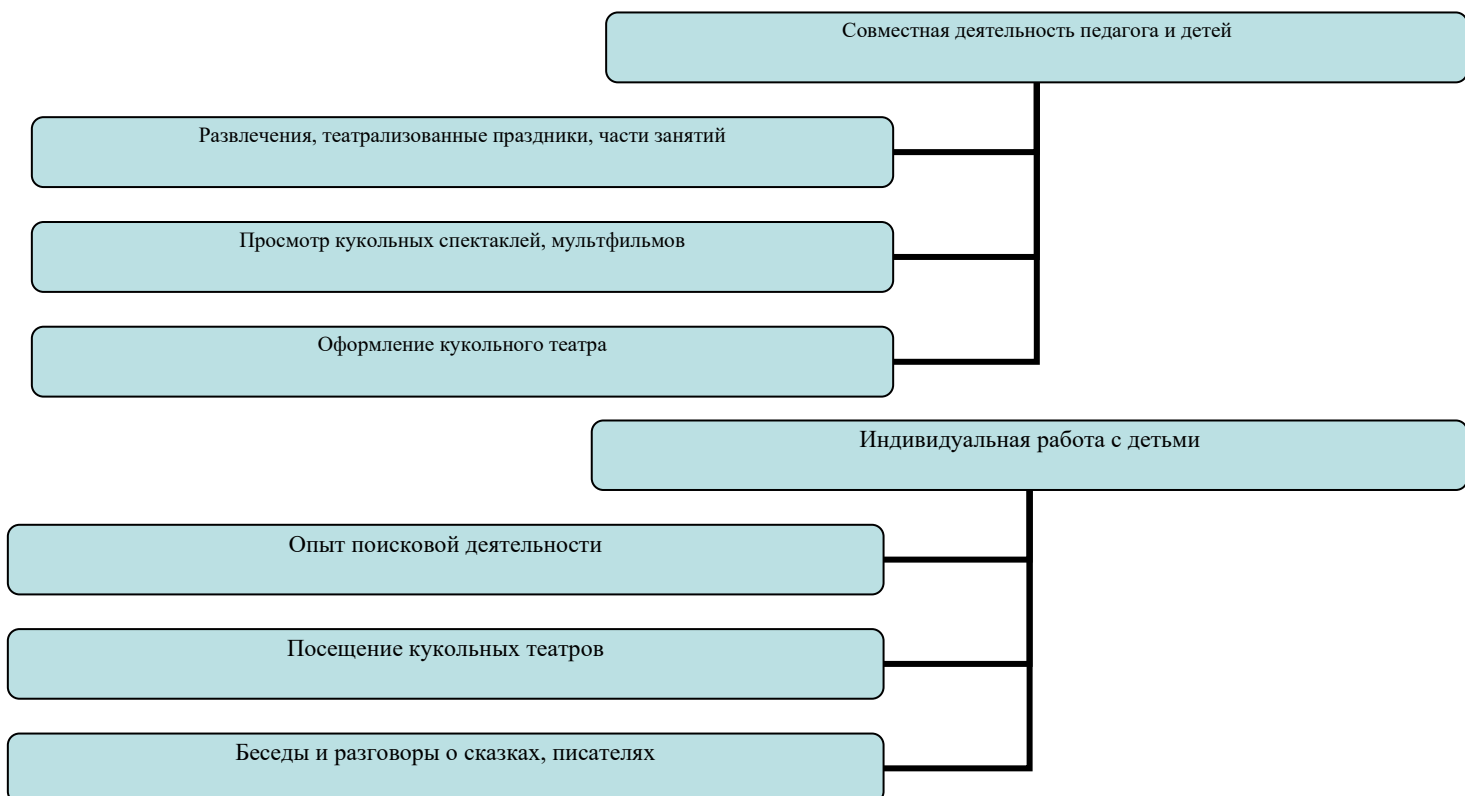 Совместная деятельность педагога и детей
Развлечения, театрализованные праздники, части занятий
Просмотр кукольных спектаклей, мультфильмов
Оформление кукольного театра
Индивидуальная работа с детьми
Опыт поисковой деятельности
Посещение кукольных театров
Беседы и разговоры о сказках, писателях